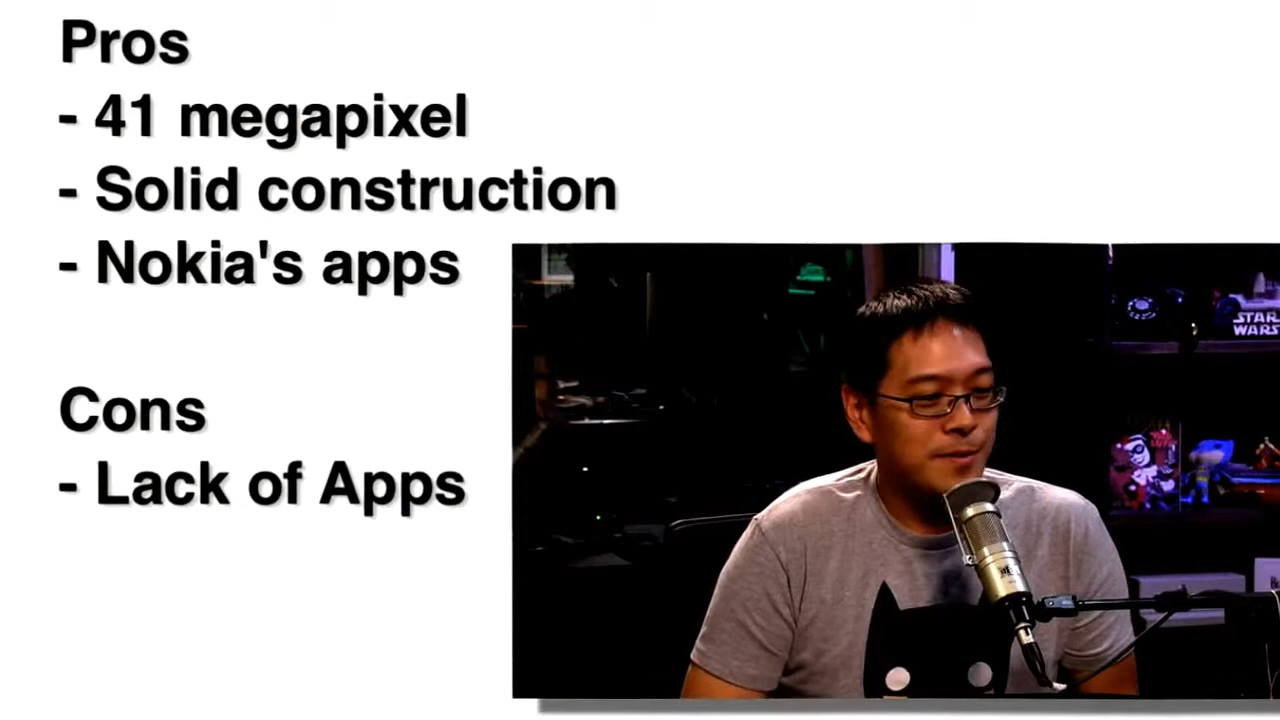 Pros
- 41 megapixel
- Solid construction
- Nokia's apps
Cons
- Lack of Apps
STAR
WARS